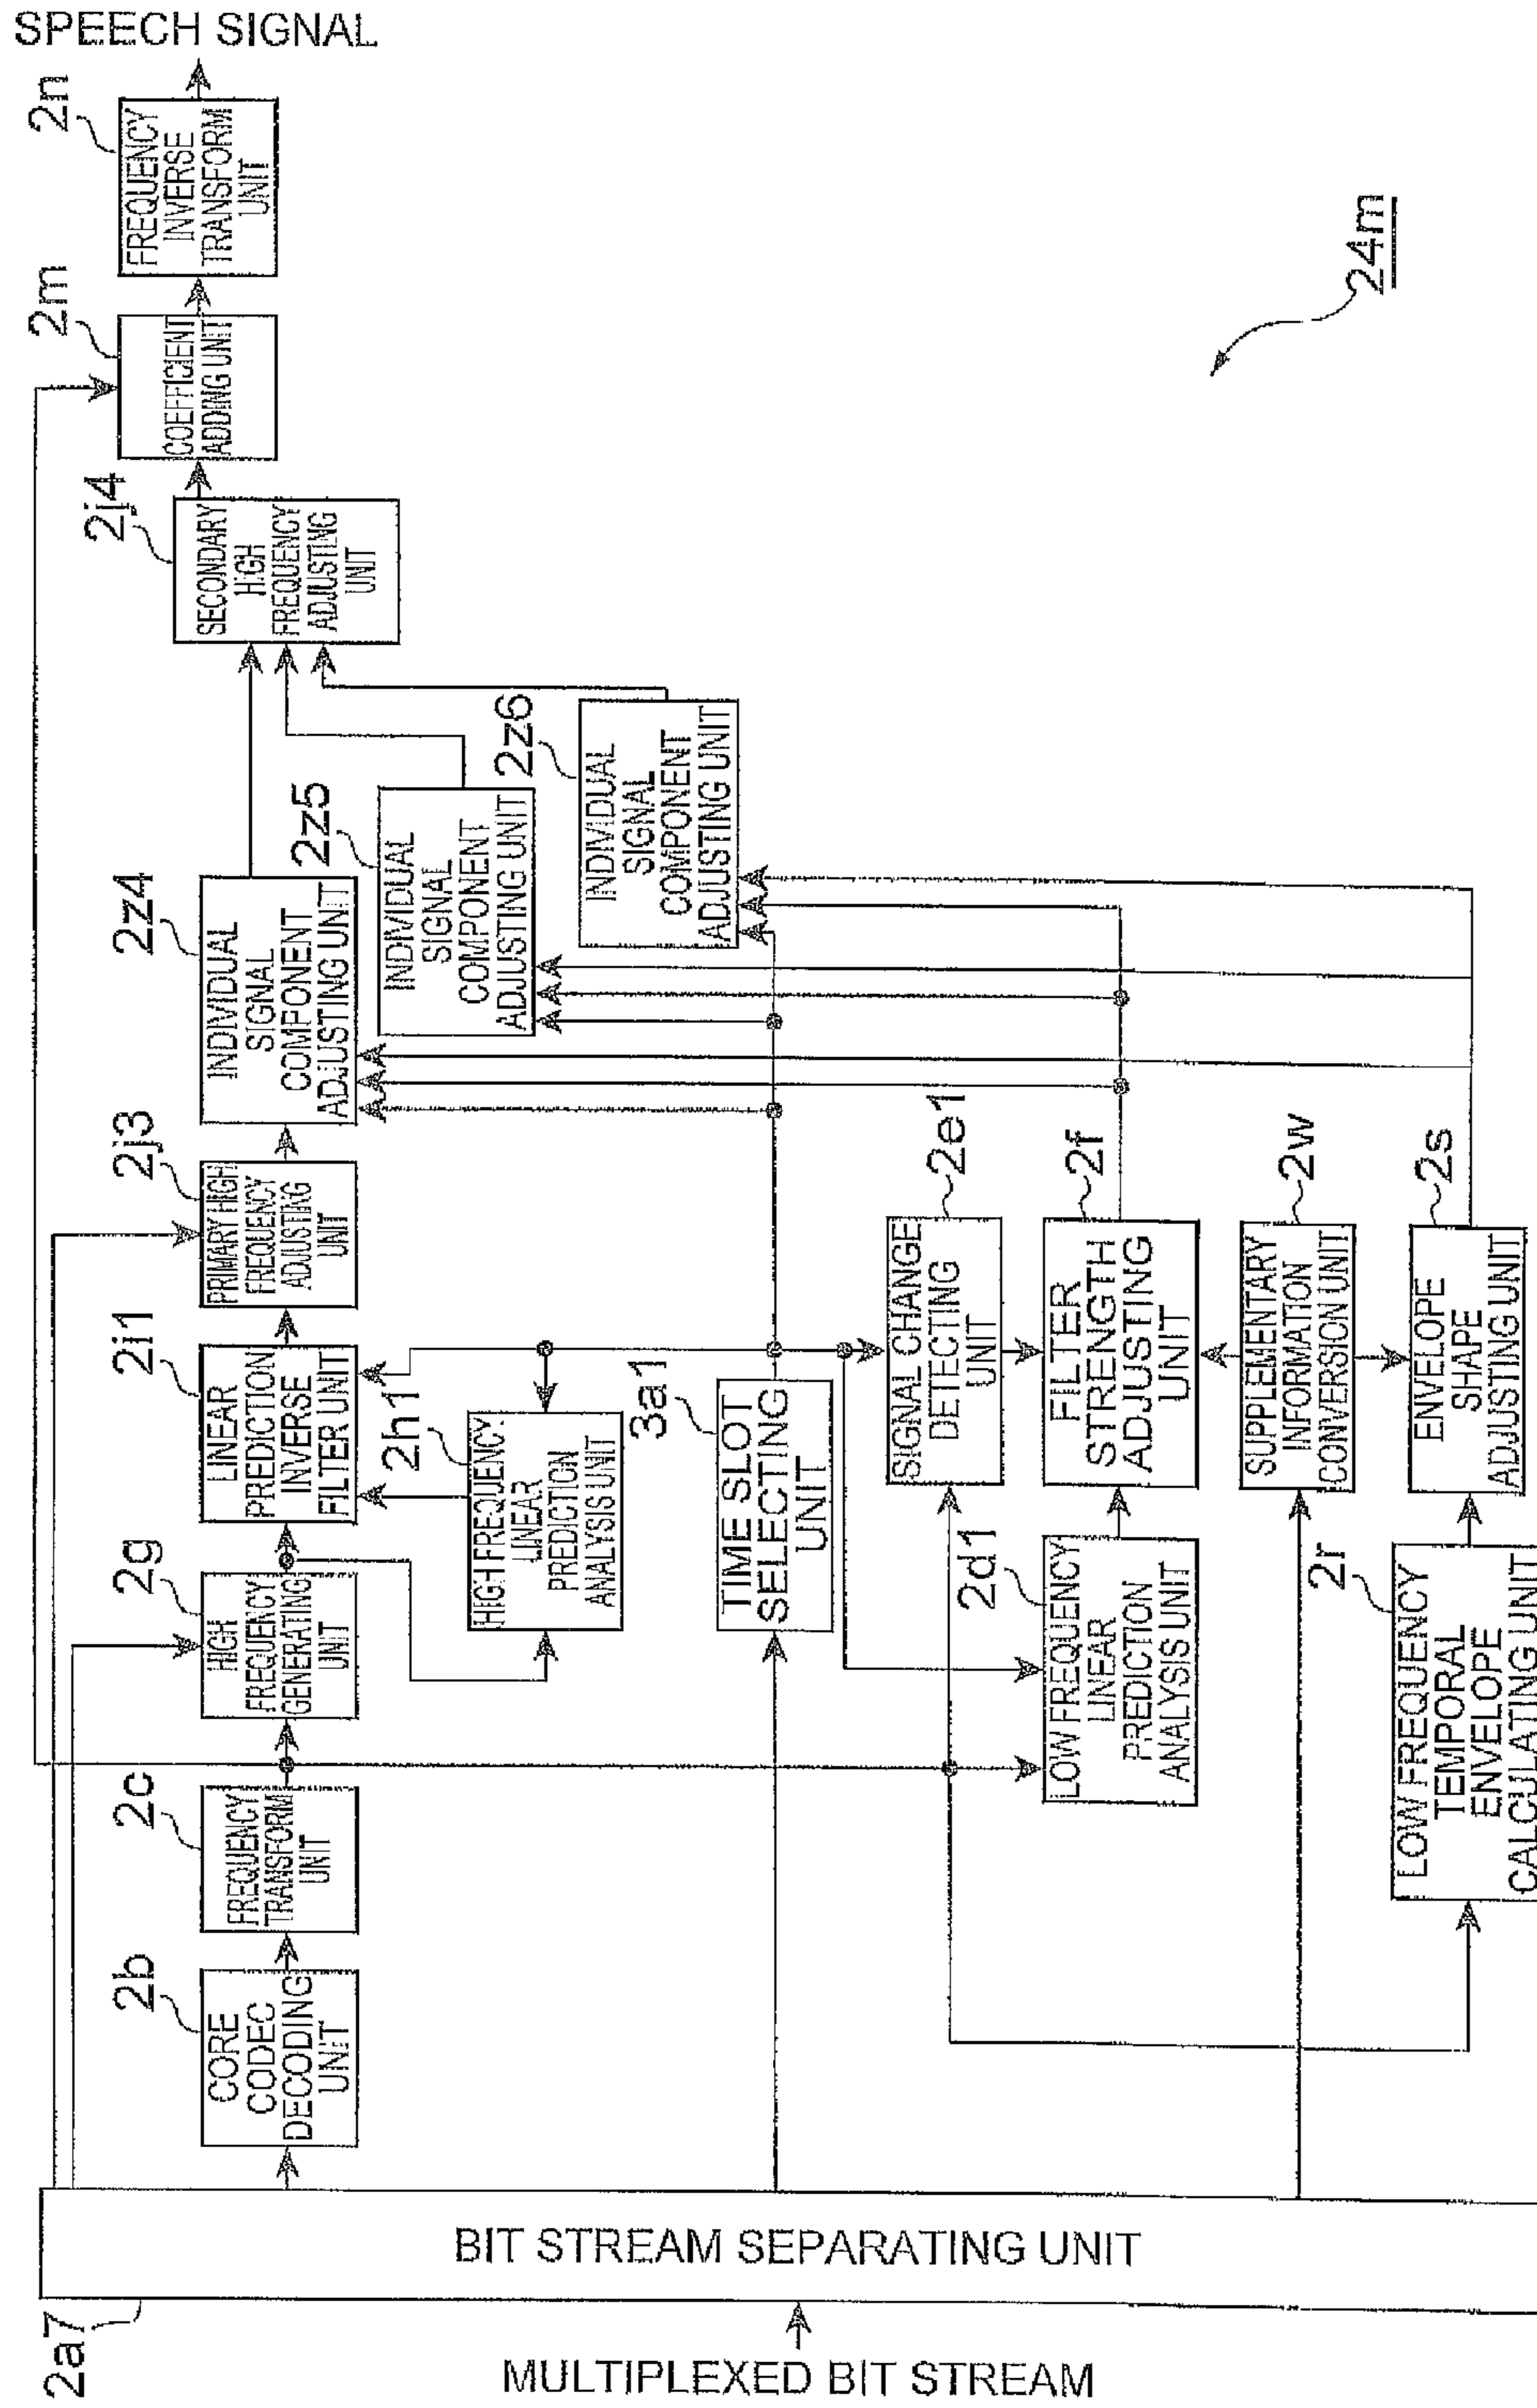 SPEECH SIGNAL
2n
FREQUENCY
INVERSE
TRANSFORM
UNIT
2m
COEFFICIENT
ADDING UNIT
2j4
SECONDARY
HIGH
FREQUENCY
ADJUSTING
UNIT
2z6
INDIVIDUAL
SIGNAL
COMPONENT
ADJUSTING UNIT
2z5
INDIVIDUAL
SIGNAL
COMPONENT
ADJUSTING UNIT
2z4
INDIVIDUAL
SIGNAL
COMPONENT
ADJUSTING UNIT
2j3
PRIMARY HIGH
FREQUENCY
ADJUSTING
UNIT
2i1
LINEAR
PREDICTION
INVERSE
FILTER UNIT
2h1
HIGH FREQUENCY
LINEAR
PREDICTION
ANALYSIS UNIT
2g
HIGH
FREQUENCY
GENERATING
UNIT
2c
FREQUENCY
TRANSFORM
UNIT
2b
CORE
CODEC
DECODING
UNIT
3a1
TIME SLOT
SELECTING
UNIT
2e1
SIGNAL CHANGE
DETECTING
UNIT
2f
FILTER
STRENGTH
ADJUSTING
UNIT
2d1
LOW FREQUENCY
LINEAR
PREDICTION
ANALYSIS UNIT
2w
SUPPLEMENTARY
INFORMATION
CONVERSION UNIT
2s
ENVELOPE
SHAPE
ADJUSTING UNIT
2r
LOW FREQUENCY
TEMPORAL
ENVELOPE
CALCULATING UNIT
24m
2a7
BIT STREAM SEPARATING UNIT
MULTIPLEXED BIT STREAM